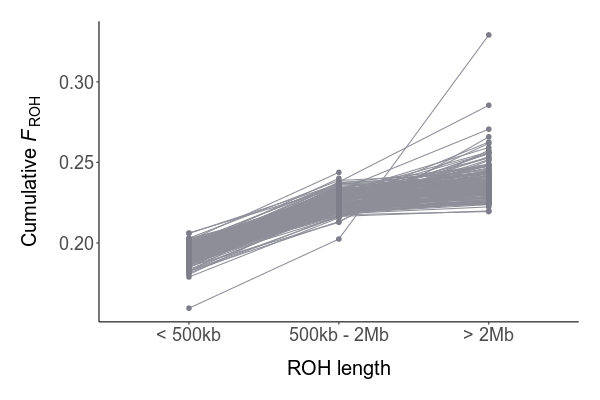 Cumulative FROH
0.30
0.25
0.20
< 500kb 500kb - 2Mb > 2Mb
ROH length